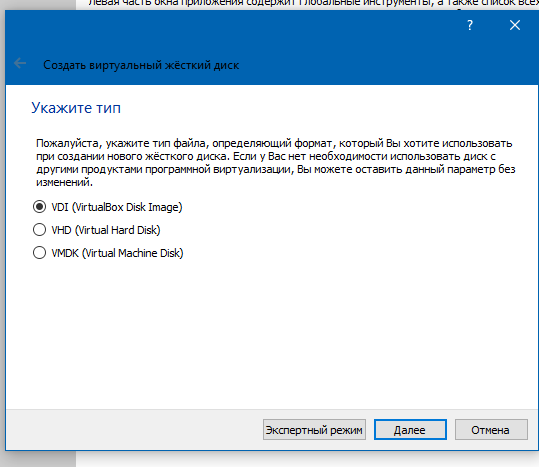 левая часть окна приложения содержит глобальные инструменты, а также список всех
?
Создать виртуальный жёсткий диск
Укажите тип
Пожалуйста, укажите тип файла, определяющий формат, который Вы хотите использовать
при создании нового жёсткого диска. Если у Вас нет необходимости использовать диск с
другими продуктами программной виртуализации, Вы можете оставить данный параметр без
изменений.
VDI (VirtualBox Disk Image)
VHD (Virtual Hard Disk)
VMDK (Virtual Machine Disk)
Экспертный режим Далее Отмена